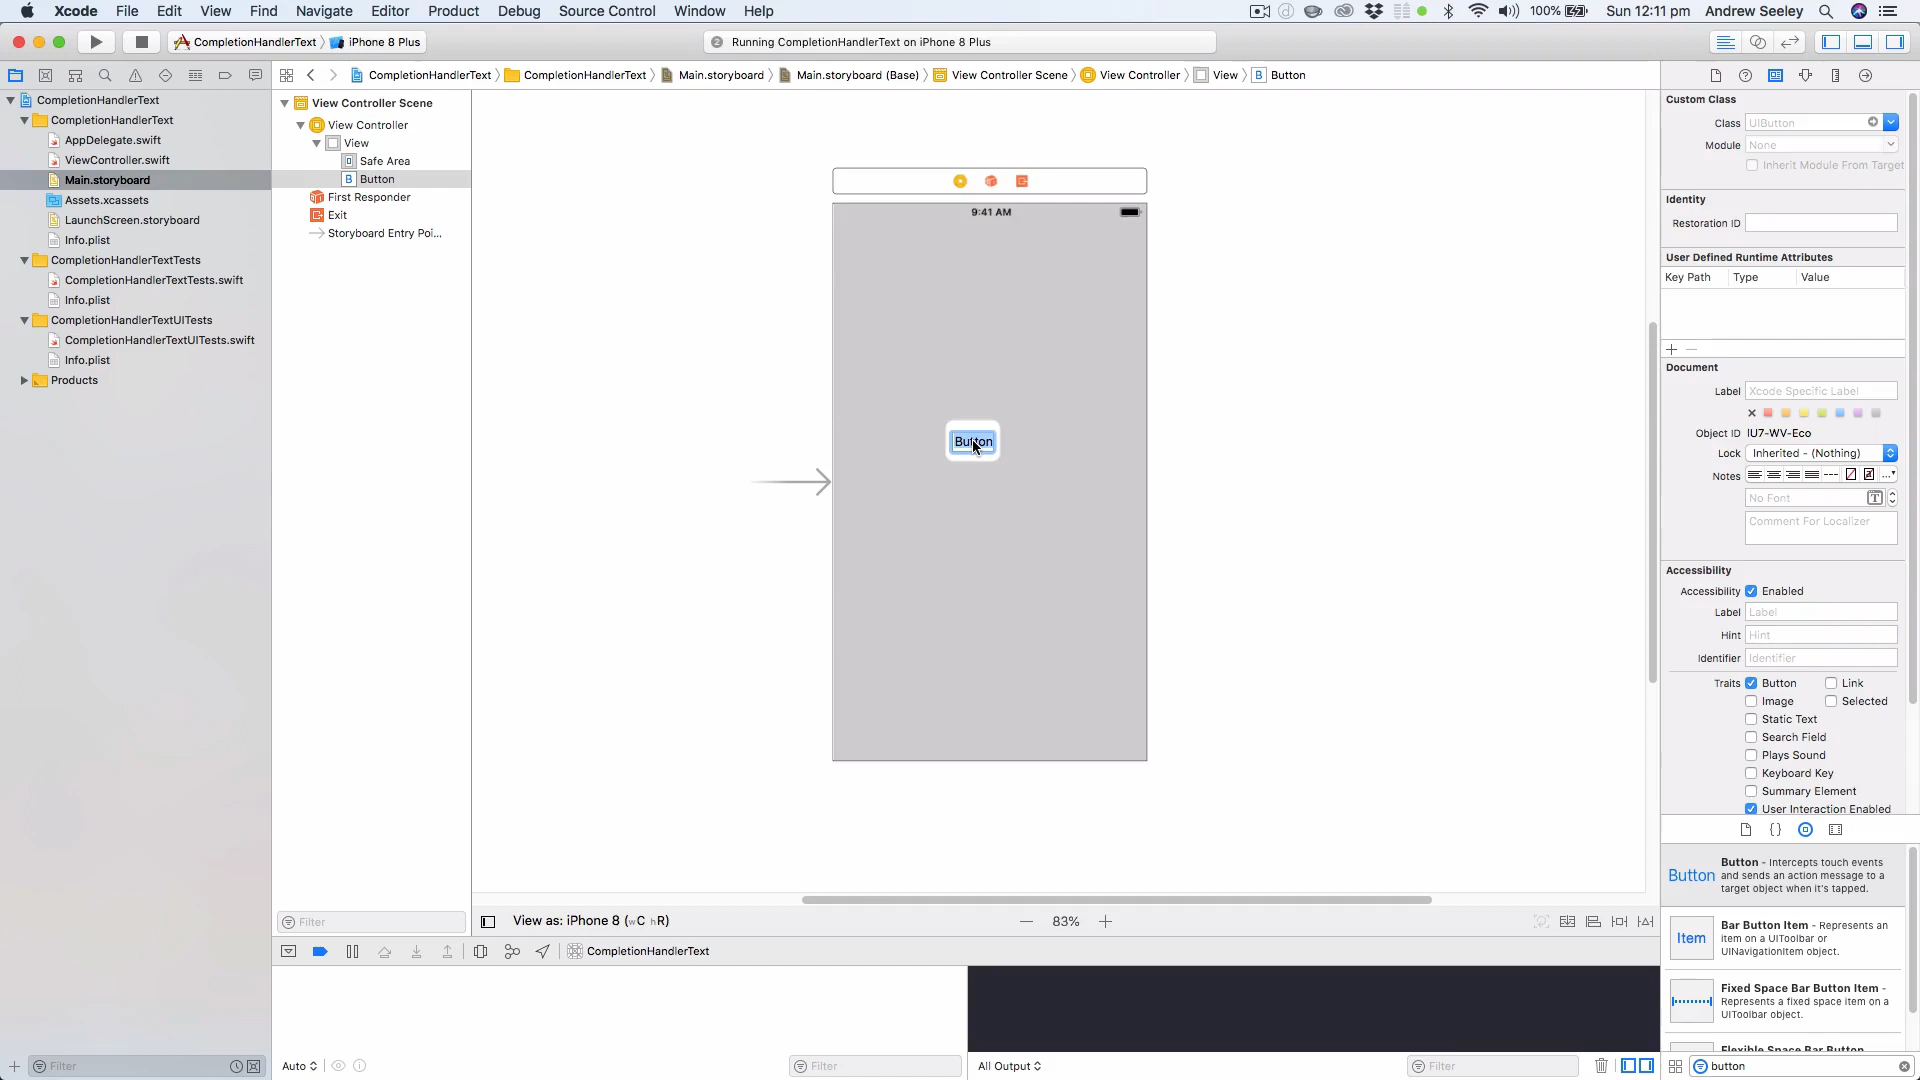 Xcode File Edit View Find Navigate Editor Product Debug Source Control Window Help 100% Sun 12:11 pm Andrew Seeley
CompletionHandlerText iPhone 8 Plus
Running CompletionHandlerText on iPhone 8 Plus
CompletionHandlerText CompletionHandlerText Main.storyboard Main.storyboard (Base) View Controller Scene View Controller View B Button
CompletionHandlerText
CompletionHandlerText
AppDelegate.swift
ViewController.swift
Main.storyboard
Assets.xcassets
LaunchScreen.storyboard
Info.plist
CompletionHandlerTextTests
CompletionHandlerTextTests.swift
Info.plist
CompletionHandlerTextUITests
CompletionHandlerTextUITests.swift
Info.plist
Products
Filter
View Controller Scene
View Controller
View
Safe Area
B Button
First Responder
Exit
Storyboard Entry Poi...
Filter
9:41 AM
Button
View as: iPhone 8 (wC hR)
83%
CompletionHandlerText
Auto
Filter
All Output
Filter
Custom Class
Class UIButton
Module None
Inherit Module From Target
Identity
Restoration ID
User Defined Runtime Attributes
Key Path Type Value
Document
Label Xcode Specific Label
Object ID IU7-WV-Eco
Lock Inherited - (Nothing)
Notes
No Font
Comment For Localizer
Accessibility
Accessibility Enabled
Label Label
Hint Hint
Identifier Identifier
Traits Button Link
Image Selected
Static Text
Search Field
Plays Sound
Keyboard Key
Summary Element
User Interaction Enabled
Button
Button - Intercepts touch events
and sends an action message to a
target object when it's tapped.
Item
Bar Button Item - Represents an
item on a UIToolbar or
UINavigationItem object.
Fixed Space Bar Button Item -
Represents a fixed space item on a
UIToolbar object.
Flexible Space Bar Button
button